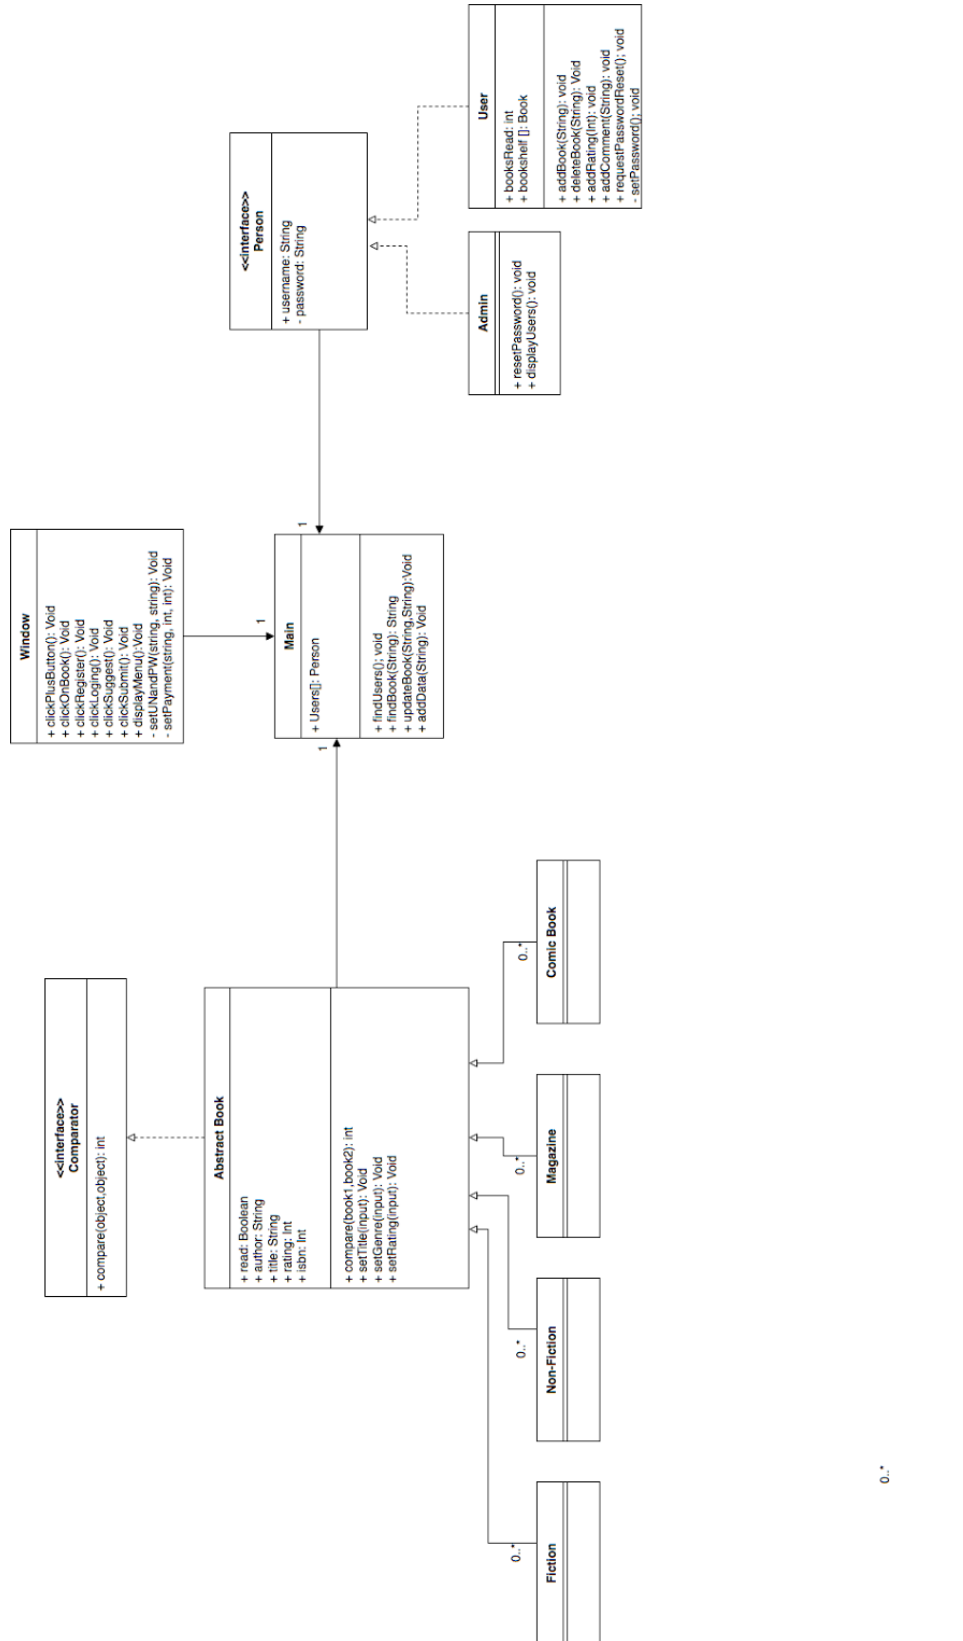 <<interface>>
Comparator
+ compare(object,object): int
Abstract Book
+ read: Boolean
+ author: String
+ title: String
+ rating: Int
+ isbn: Int
+ compare(book1,book2): int
+ setTitle(input): Void
+ setGenre(input): Void
+ setRating(input): Void
0..*
Fiction
0..*
Non-Fiction
0..*
Magazine
0..*
Comic Book
0..*
Window
+ clickPlusButton(): Void
+ clickOnBook(): Void
+ clickRegister(): Void
+ clickLoging(): Void
+ clickSuggest(): Void
+ clickSubmit(): Void
+ displayMenu():Void
- setUNandPW(string, string): Void
- setPayment(string, int, int): Void
1
1
1
Main
+ Users[]: Person
+ findUsers(): void
+ findBook(String): String
+ updateBook(String,String):Void
+ addData(String): Void
<<interface>>
Person
+ username: String
- password: String
Admin
+ resetPassword(): void
+ displayUsers(): void
User
+ booksRead: int
+ bookshelf []: Book
+ addBook(String): void
+ deleteBook(String): Void
+ addRating(Int): void
+ addComment(String): void
+ requestPasswordReset(); void
- setPassword(); void